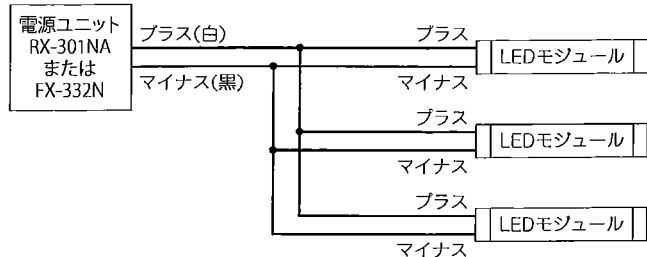 電源ユニット
RX-301NA
または
FX-332N
プラス(白)
マイナス(黒)
プラス
マイナス
LEDモジュール
プラス
マイナス
LEDモジュール
プラス
マイナス
LEDモジュール